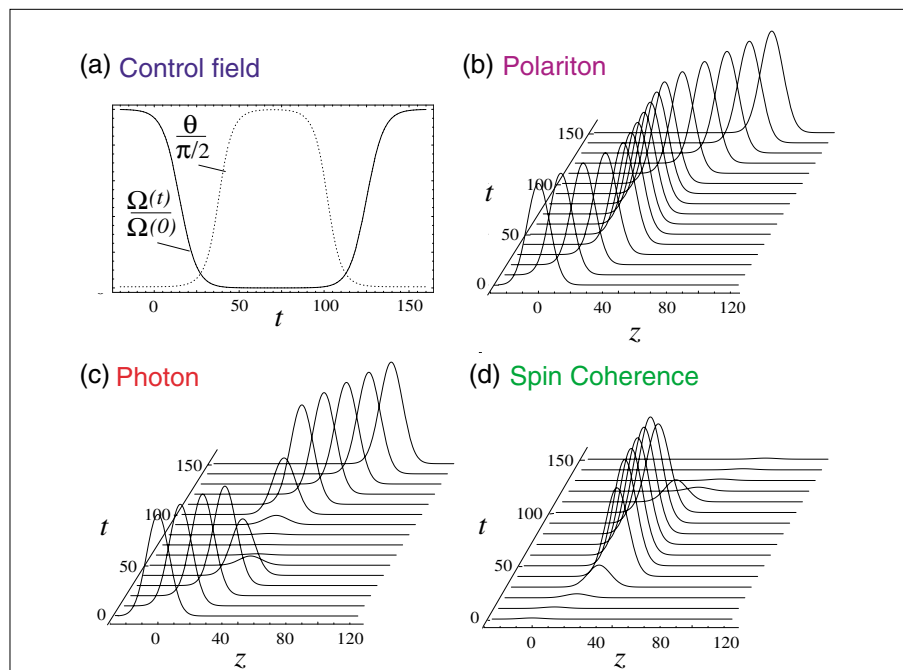 (a) Control field
θ
π/2
Ω(t)
Ω(0)
0 50 100 150
t
(b) Polariton
150
100
50
0
t
0 40 80 120
z
(c) Photon
150
100
50
0
t
0 40 80 120
z
(d) Spin Coherence
150
100
50
0
t
0 40 80 120
z